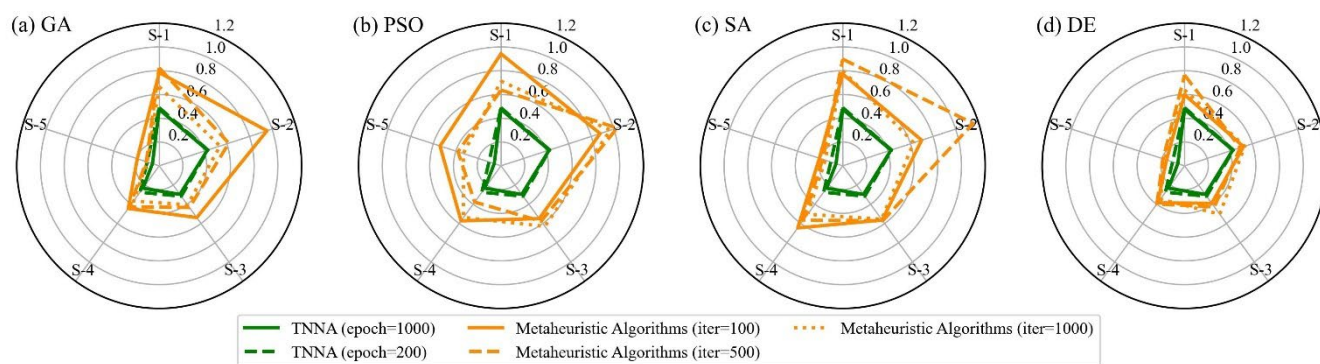 (a) GA
1.2
S-1
1.0
0.8
0.6
0.4
0.2
S-2
S-5
S-4
S-3
(b) PSO
1.2
S-1
1.0
0.8
0.6
0.4
0.2
S-2
S-5
S-4
S-3
(c) SA
1.2
S-1
1.0
0.8
0.6
0.4
0.2
S-2
S-5
S-4
S-3
(d) DE
1.2
S-1
1.0
0.8
0.6
0.4
0.2
S-2
S-5
S-4
S-3
TNNA (epoch=1000)
Metaheuristic Algorithms (iter=100)
Metaheuristic Algorithms (iter=1000)
TNNA (epoch=200)
Metaheuristic Algorithms (iter=500)